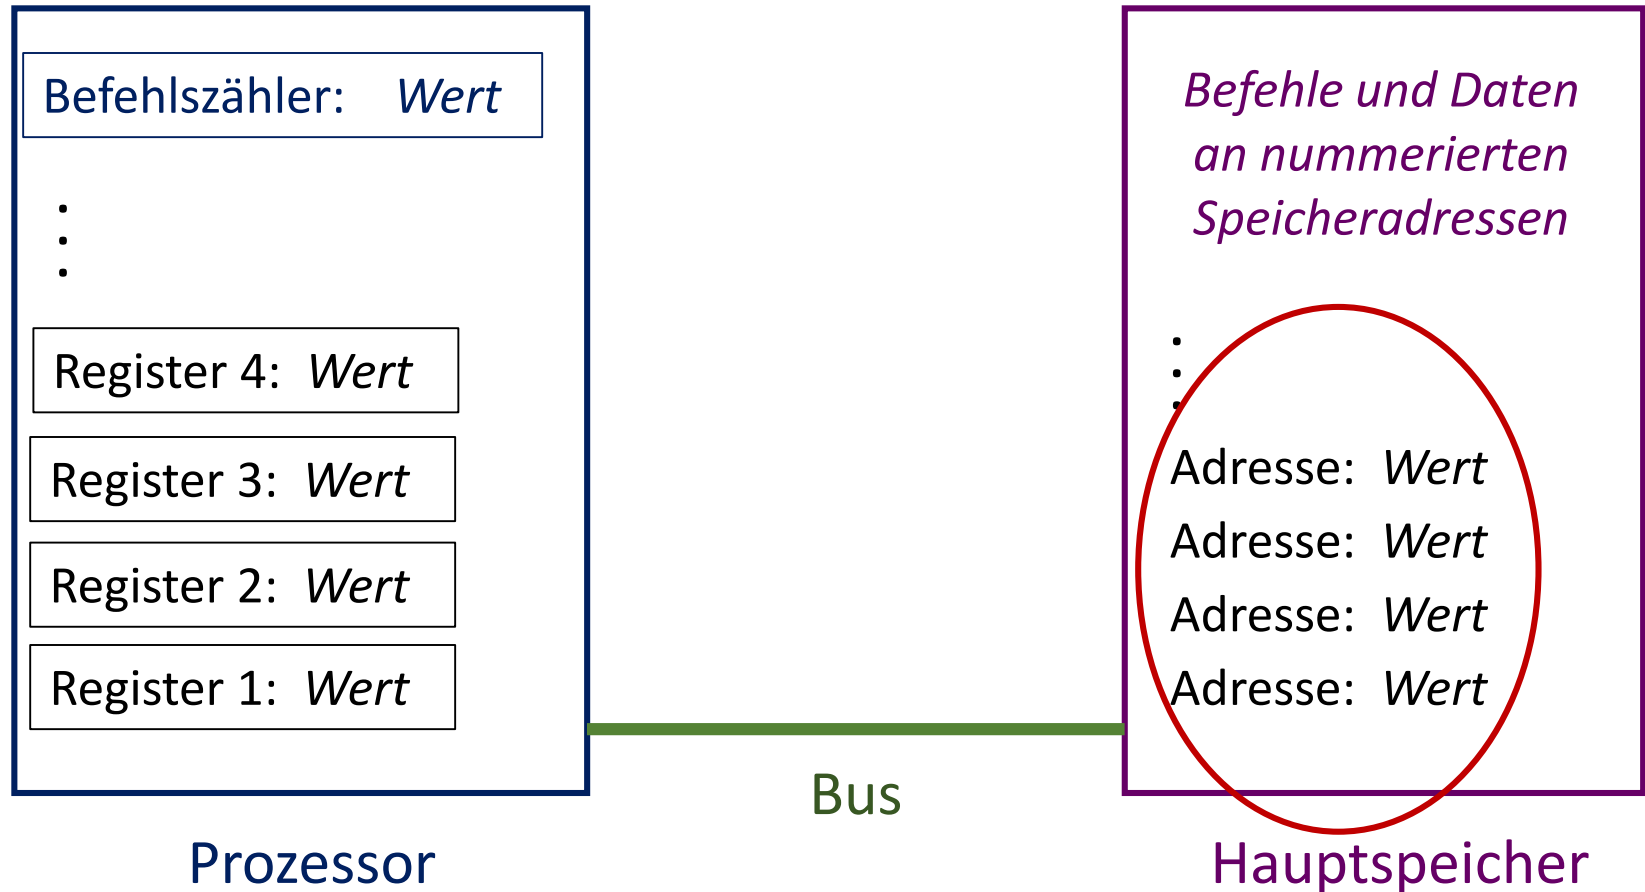 Befehlszähler: Wert
.
.
.
Register 4: Wert
Register 3: Wert
Register 2: Wert
Register 1: Wert
Prozessor
Bus
Befehle und Daten
an nummerierten
Speicheradressen
.
.
.
Adresse: Wert
Adresse: Wert
Adresse: Wert
Adresse: Wert
Hauptspeicher